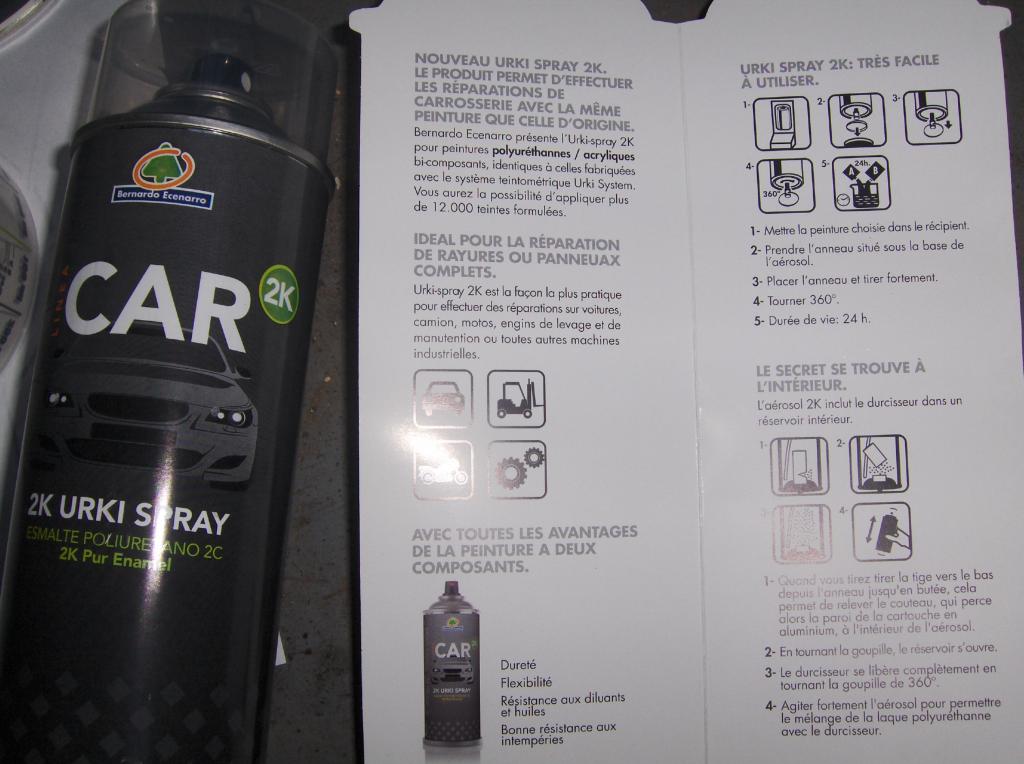 Bernardo Ecenarro
LINEA
CAR
2K
2K URKI SPRAY
ESMALTE POLIURETANO 2C
2K Pur Enamel
NOUVEAU URKI SPRAY 2K.
LE PRODUIT PERMET D'EFFECTUER
LES RÉPARATIONS DE
CARROSSERIE AVEC LA MÊME
PEINTURE QUE CELLE D'ORIGINE.
Bernardo Ecenarro présente l'Urki-spray 2K
pour peintures polyuréthannes / acryliques
bi-composants, identiques à celles fabriquées
avec le système teintométrique Urki System.
Vous aurez la possibilité d'appliquer plus
de 12.000 teintes formulées.
IDEAL POUR LA RÉPARATION
DE RAYURES OU PANNEUAX
COMPLETS.
Urki-spray 2K est la façon la plus pratique
pour effectuer des réparations sur voitures,
camion, motos, engins de levage et de
manutention ou toutes autres machines
industrielles.
AVEC TOUTES LES AVANTAGES
DE LA PEINTURE A DEUX
COMPOSANTS.
CAR
2K URKI SPRAY
Dureté
Flexibilité
Résistance aux diluants
et huiles
Bonne résistance aux
intempéries
URKI SPRAY 2K: TRÈS FACILE
À UTILISER.
1- 2- 3-
4- 360° 5- 24h. A B
1- Mettre la peinture choisie dans le récipient.
2- Prendre l'anneau situé sous la base de
l'aérosol.
3- Placer l'anneau et tirer fortement.
4- Tourner 360°.
5- Durée de vie: 24 h.
LE SECRET SE TROUVE À
L'INTÉRIEUR.
L'aérosol 2K inclut le durcisseur dans un
réservoir intérieur.
1- 2-
3- 4-
1- Quand vous tirez tirer la tige vers le bas
depuis l'anneau jusqu'en butée, cela
permet de relever le couteau, qui perce
alors la paroi de la cartouche en
aluminium, à l'intérieur de l'aérosol.
2- En tournant la goupille, le réservoir s'ouvre.
3- Le durcisseur se libère complètement en
tournant la goupille de 360°.
4- Agiter fortement l'aérosol pour permettre
le mélange de la laque polyuréthanne
avec le durcisseur.